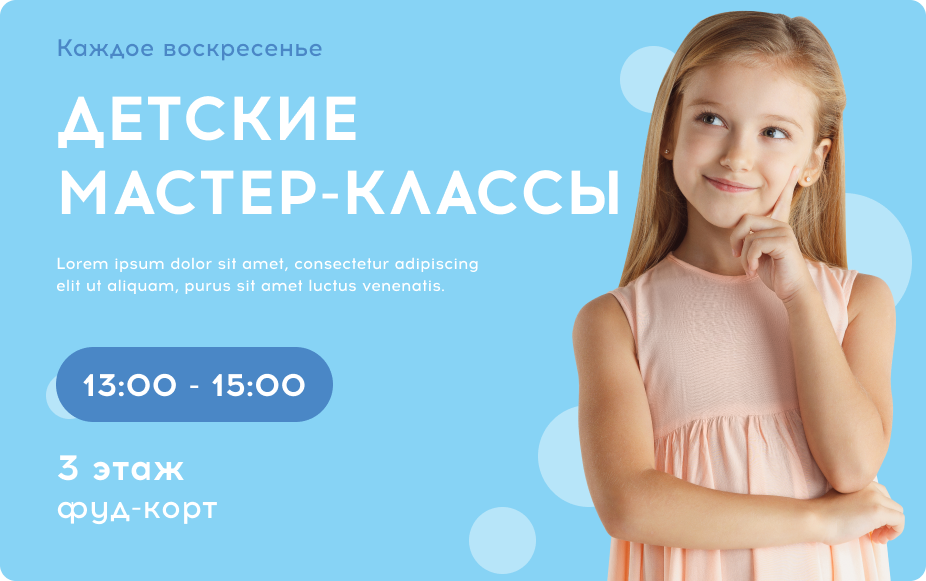 Каждое воскресенье
ДЕТСКИЕ
МАСТЕР-КЛАССЫ
Lorem ipsum dolor sit amet, consectetur adipiscing
elit ut aliquam, purus sit amet luctus venenatis.
13:00 - 15:00
3 этаж
фуд-корт